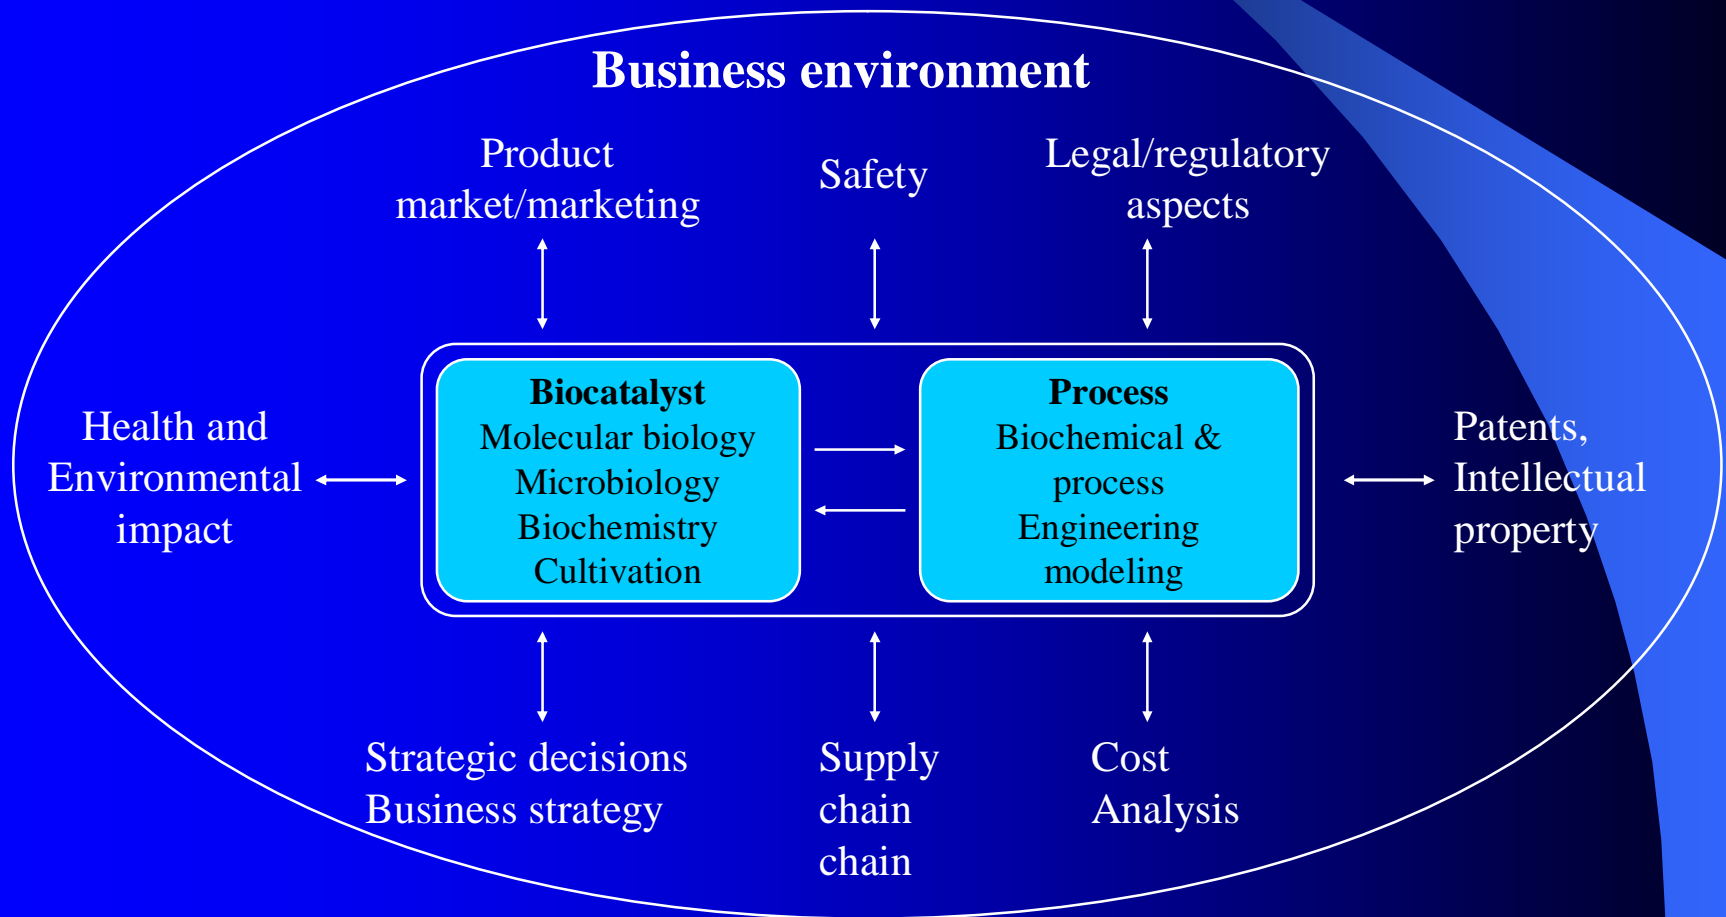 Business environment
Product
market/marketing
Safety
Legal/regulatory
aspects
Health and
Environmental
impact
Biocatalyst
Molecular biology
Microbiology
Biochemistry
Cultivation
Process
Biochemical &
process
Engineering
modeling
Patents,
Intellectual
property
Strategic decisions
Business strategy
Supply
chain
chain
Cost
Analysis